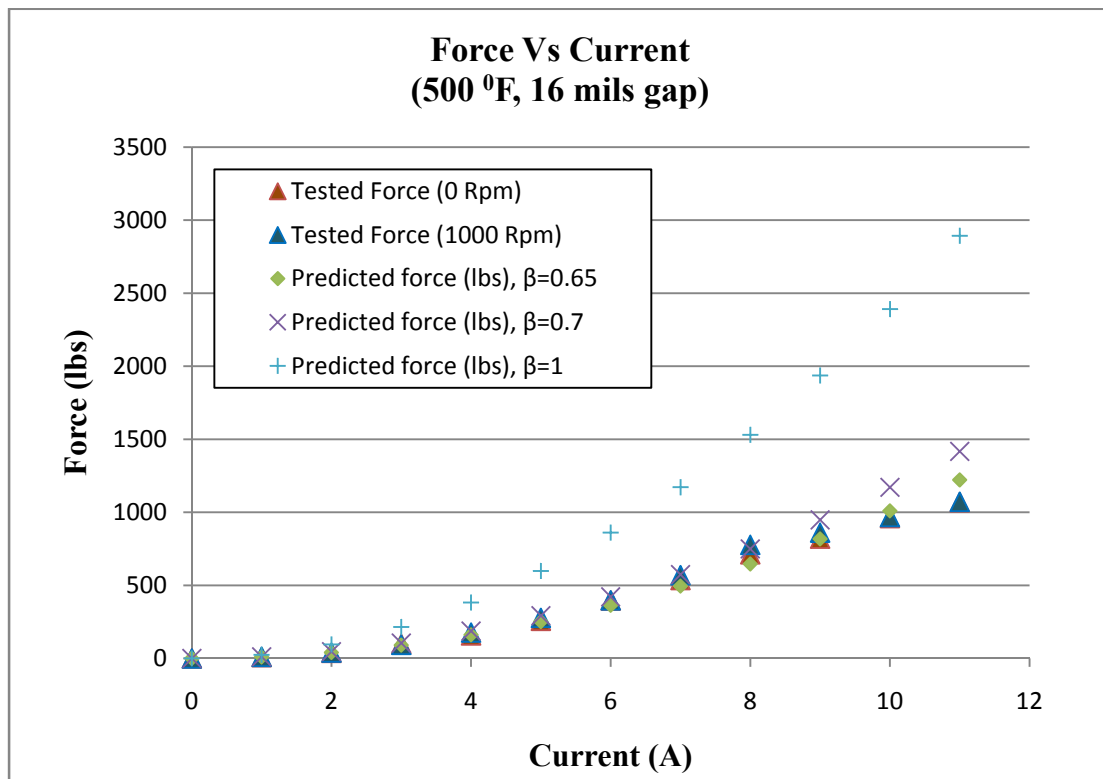 Force Vs Current
(500 ⁰F, 16 mils gap)
3500
3000
2500
2000
1500
1000
500
0
Force (lbs)
Tested Force (0 Rpm)
Tested Force (1000 Rpm)
Predicted force (lbs), β=0.65
Predicted force (lbs), β=0.7
Predicted force (lbs), β=1
0 2 4 6 8 10 12
Current (A)